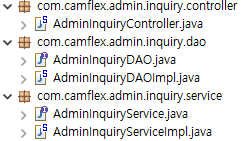 com.camflex.admin.inquiry.controller
AdminInquiryController.java
com.camflex.admin.inquiry.dao
AdminInquiryDAO.java
AdminInquiryDAOImpl.java
com.camflex.admin.inquiry.service
AdminInquiryService.java
AdminInquiryServiceImpl.java